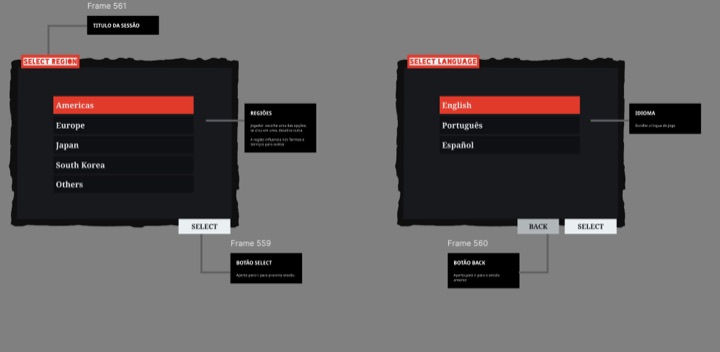 Frame 561
TITULO DA SESSÃO
SELECT REGION
Americas
Europe
Japan
South Korea
Others
SELECT
REGIÕES
Frame 559
BOTÃO SELECT
SELECT LANGUAGE
English
Português
Español
BACK
SELECT
IDIOMA
Frame 560
BOTÃO BACK